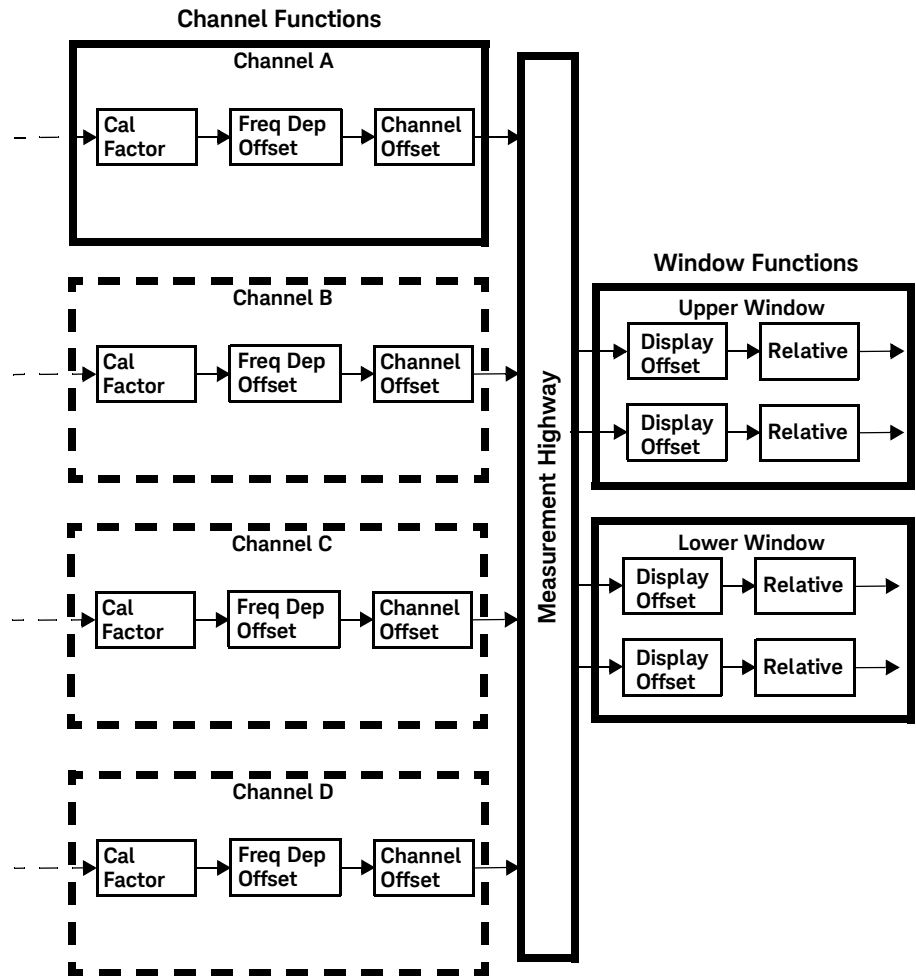 Channel Functions
Channel A
Cal
Factor
Freq Dep
Offset
Channel
Offset
Channel B
Cal
Factor
Freq Dep
Offset
Channel
Offset
Channel C
Cal
Factor
Freq Dep
Offset
Channel
Offset
Channel D
Cal
Factor
Freq Dep
Offset
Channel
Offset
Measurement Highway
Window Functions
Upper Window
Display
Offset
Relative
Display
Offset
Relative
Lower Window
Display
Offset
Relative
Display
Offset
Relative